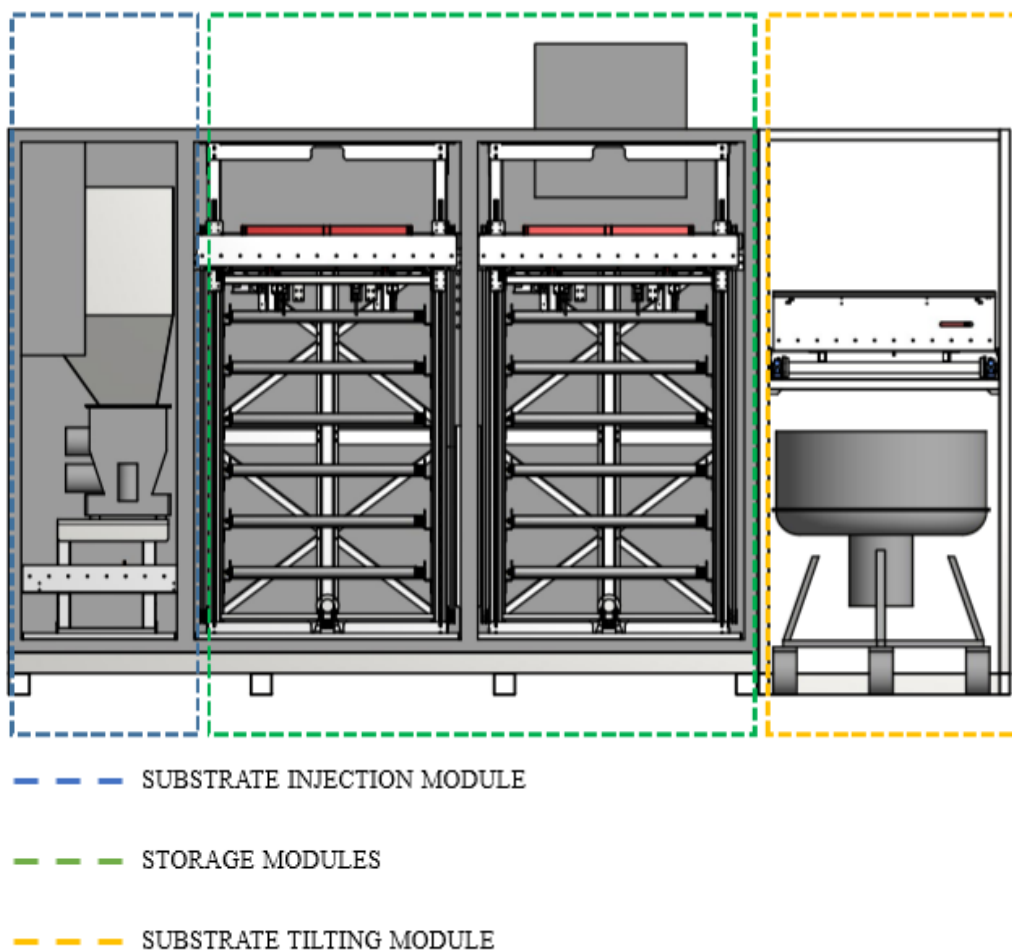 SUBSTRATE INJECTION MODULE
STORAGE MODULES
SUBSTRATE TILTING MODULE